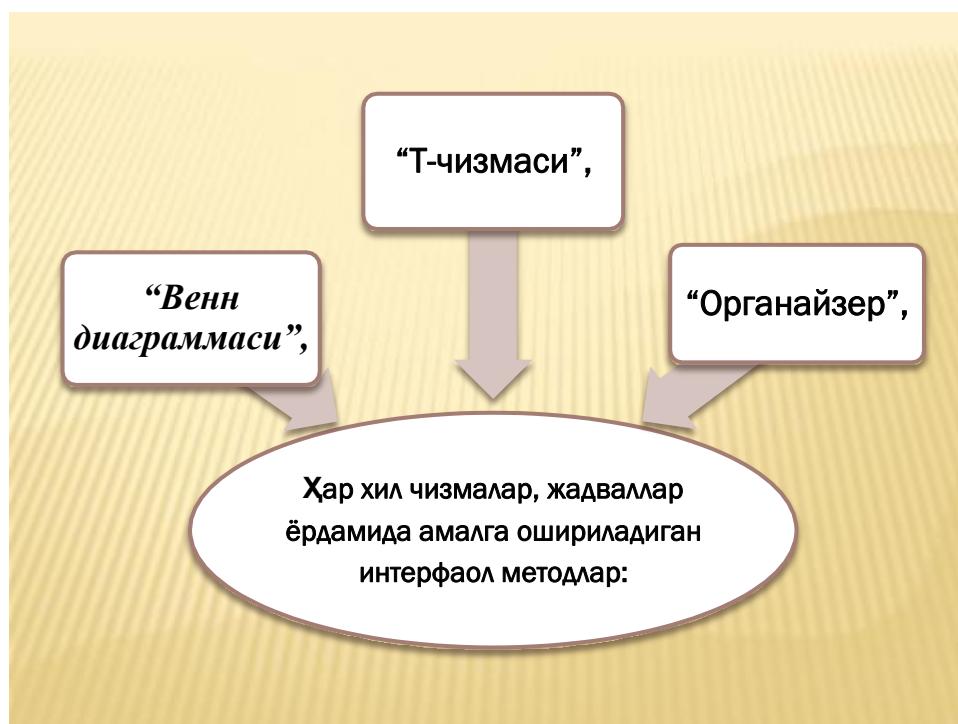 “Т-чизмаси”,
“Венн
диаграммаси”,
“Органайзер”,
Ҳар хил чизмалар, жадваллар
ёрдамида амалга ошириладиган
интерфаол методлар: